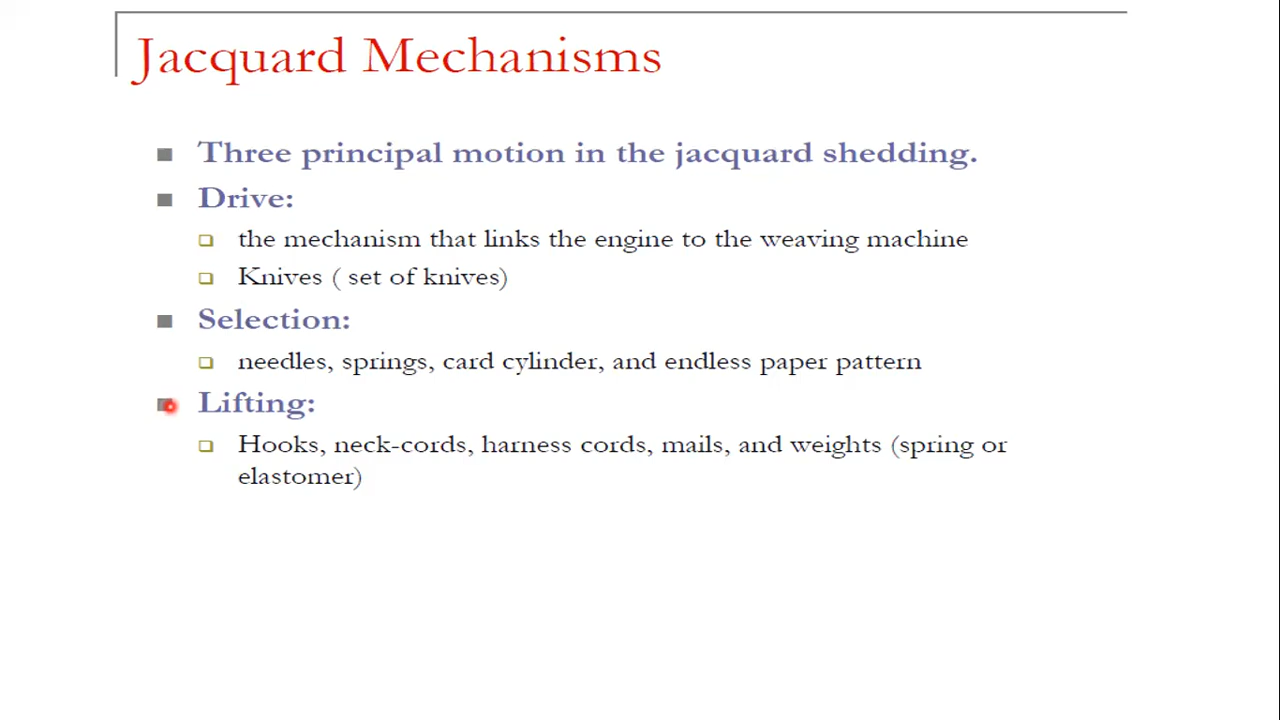 Jacquard Mechanisms
Three principal motion in the jacquard shedding.
Drive:
the mechanism that links the engine to the weaving machine
Knives ( set of knives)
Selection:
needles, springs, card cylinder, and endless paper pattern
Lifting:
Hooks, neck-cords, harness cords, mails, and weights (spring or
elastomer)